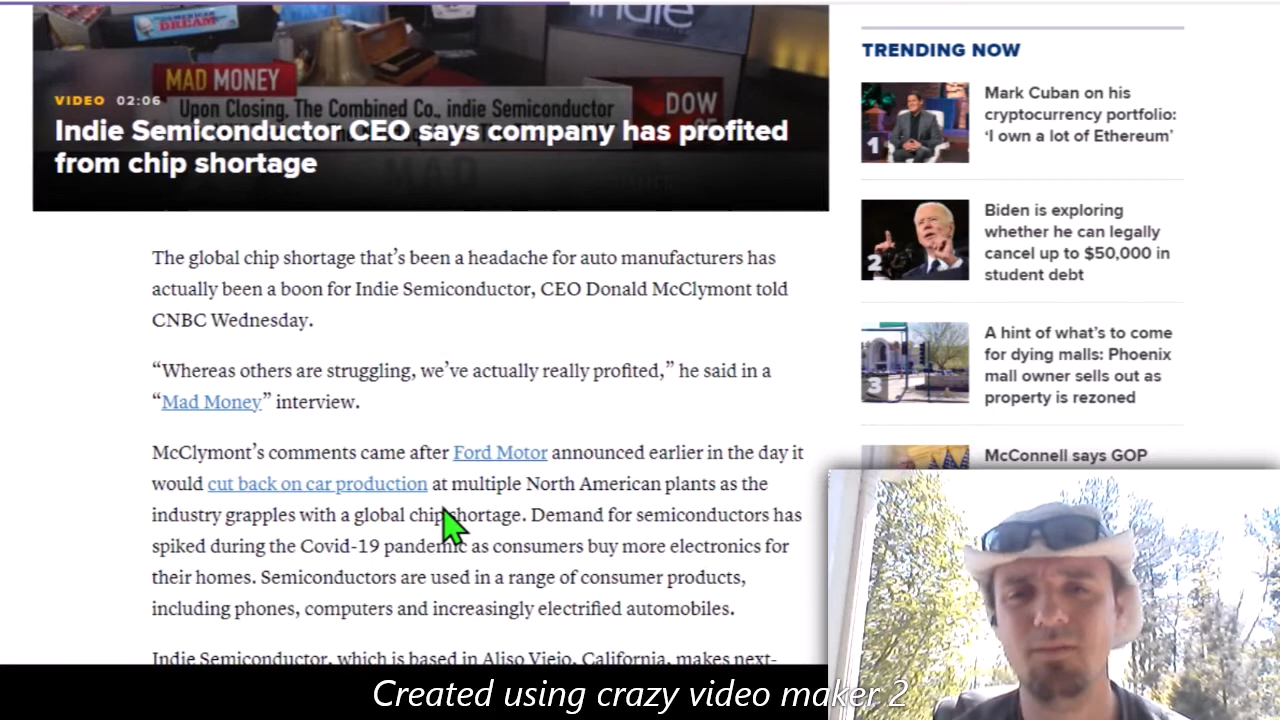 AMERICAN
DREAM
indie
MAD MONEY
Upon Closing, The Combined Co., indie Semiconductor
DOW
VIDEO 02:06
Indie Semiconductor CEO says company has profited
from chip shortage
MAD
The global chip shortage that’s been a headache for auto manufacturers has
actually been a boon for Indie Semiconductor, CEO Donald McClymont told
CNBC Wednesday.
“Whereas others are struggling, we’ve actually really profited,” he said in a
“Mad Money” interview.
McClymont’s comments came after Ford Motor announced earlier in the day it
would cut back on car production at multiple North American plants as the
industry grapples with a global chip shortage. Demand for semiconductors has
spiked during the Covid-19 pandemic as consumers buy more electronics for
their homes. Semiconductors are used in a range of consumer products,
including phones, computers and increasingly electrified automobiles.
Indie Semiconductor, which is based in Aliso Viejo, California, makes next-
TRENDING NOW
1
Mark Cuban on his
cryptocurrency portfolio:
‘I own a lot of Ethereum’
2
Biden is exploring
whether he can legally
cancel up to $50,000 in
student debt
3
A hint of what’s to come
for dying malls: Phoenix
mall owner sells out as
property is rezoned
McConnell says GOP
Created using crazy video maker 2